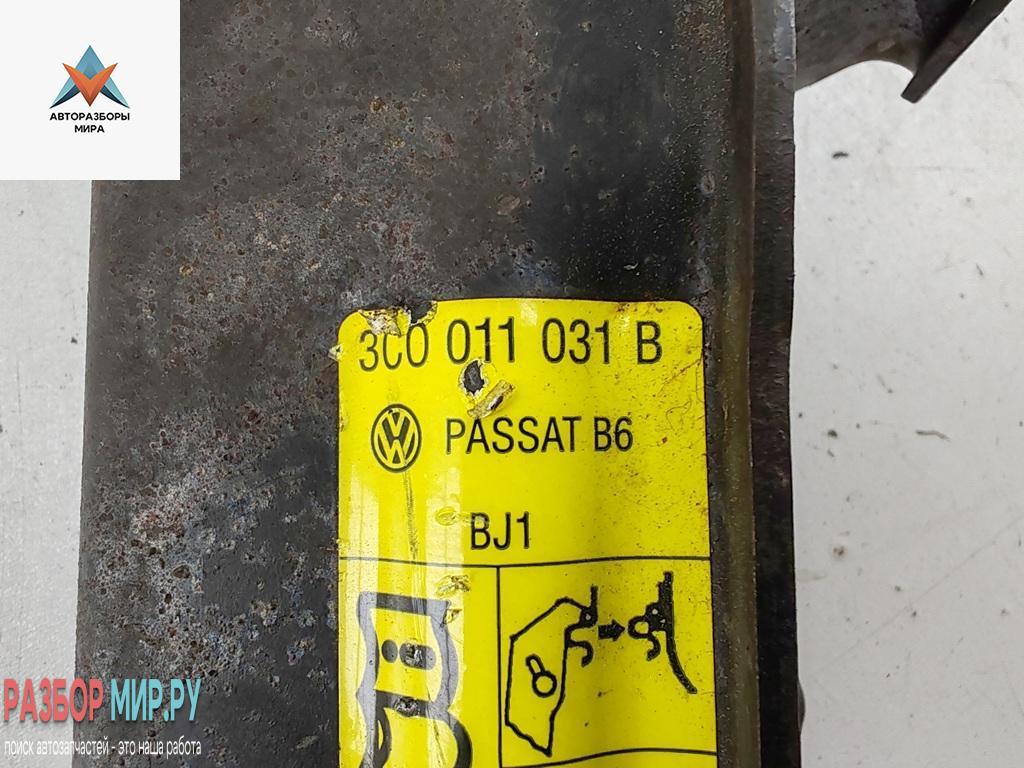 АВТОРАЗБОРЫ
МИРА
3C0 011 031 B
PASSAT B6
BJ1
РАЗБОР МИР.РУ
поиск автозапчастей - это наша работа